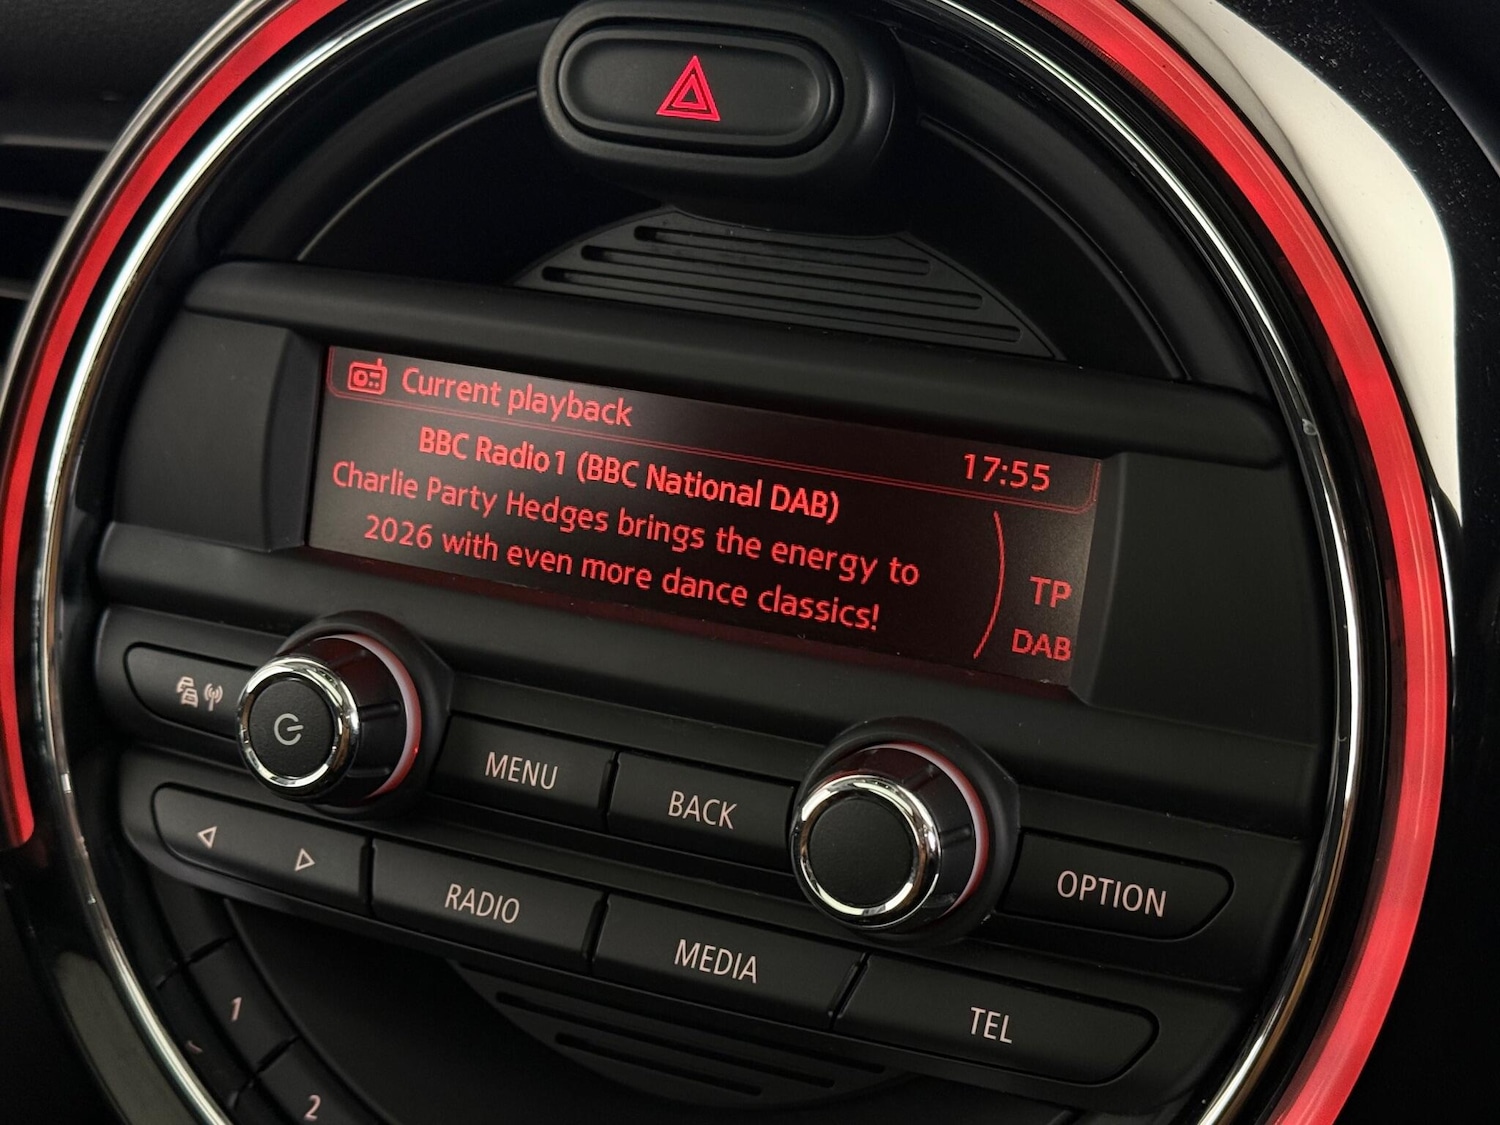 Current playback
17:55
BBC Radio1 (BBC National DAB)
Charlie Party Hedges brings the energy to
2026 with even more dance classics!
TP
DAB
MENU
BACK
OPTION
RADIO
MEDIA
TEL
1
2